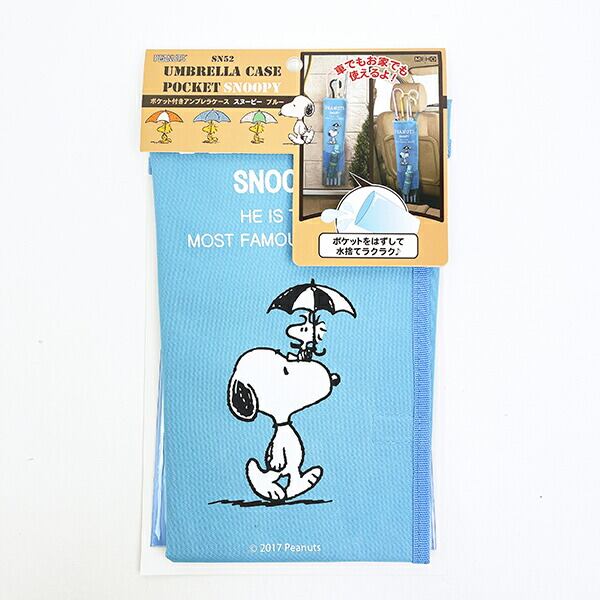 PEANUTS
SN52
UMBRELLA CASE
POCKET SNOOPY
ポケット付きアンブレラケース スヌーピー ブルー
MEIHO
車でもお家でも
使えるよ!
PEANUTS
ポケットをはずして
水捨てラクラク♪
SNOO
HE IS T
MOST FAMOU
© 2017 Peanuts